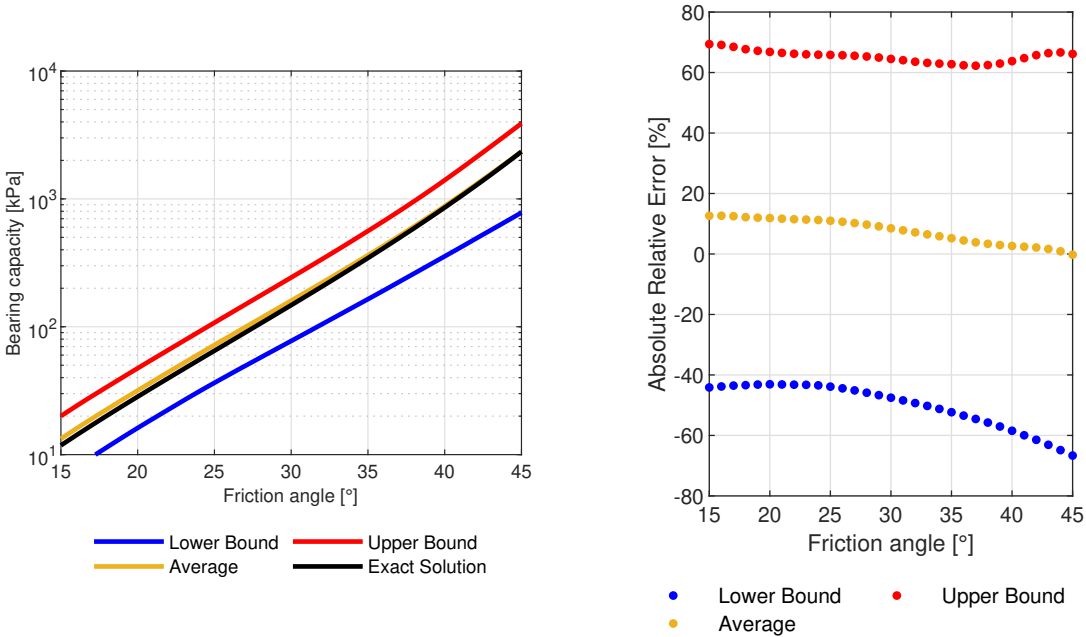 Bearing capacity [kPa]
10^4
10^3
10^2
10^1
15 20 25 30 35 40 45
Friction angle [°]
Lower Bound Upper Bound
Average Exact Solution
Absolute Relative Error [%]
80
60
40
20
0
-20
-40
-60
-80
15 20 25 30 35 40 45
Friction angle [°]
Lower Bound Upper Bound
Average